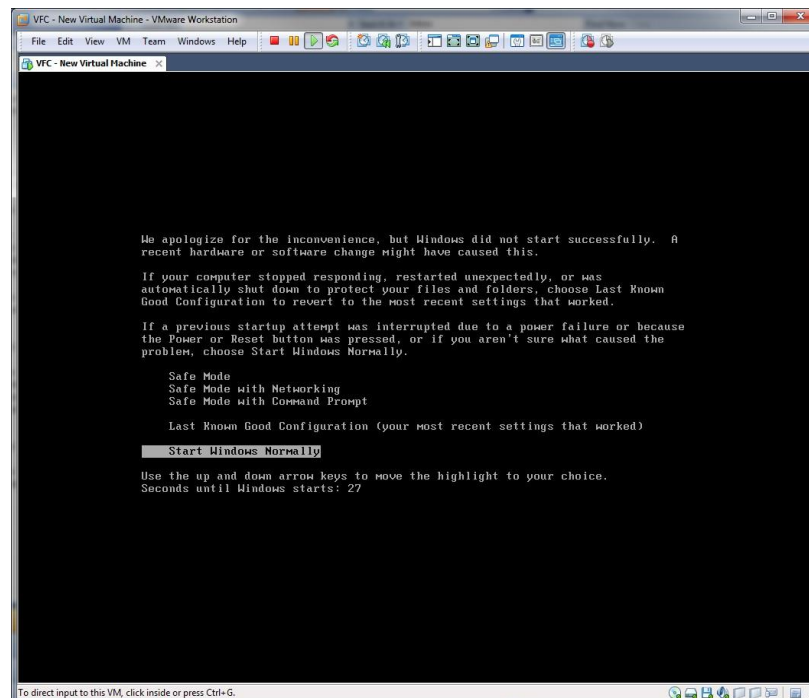 VFC - New Virtual Machine - VMware Workstation
File Edit View VM Team Windows Help
VFC - New Virtual Machine
We apologize for the inconvenience, but Windows did not start successfully. A
recent hardware or software change might have caused this.
If your computer stopped responding, restarted unexpectedly, or was
automatically shut down to protect your files and folders, choose Last Known
Good Configuration to revert to the most recent settings that worked.
If a previous startup attempt was interrupted due to a power failure or because
the Power or Reset button was pressed, or if you aren't sure what caused the
problem, choose Start Windows Normally.
Safe Mode
Safe Mode with Networking
Safe Mode with Command Prompt
Last Known Good Configuration (your most recent settings that worked)
Start Windows Normally
Use the up and down arrow keys to move the highlight to your choice.
Seconds until Windows starts: 27
To direct input to this VM, click inside or press Ctrl+G.